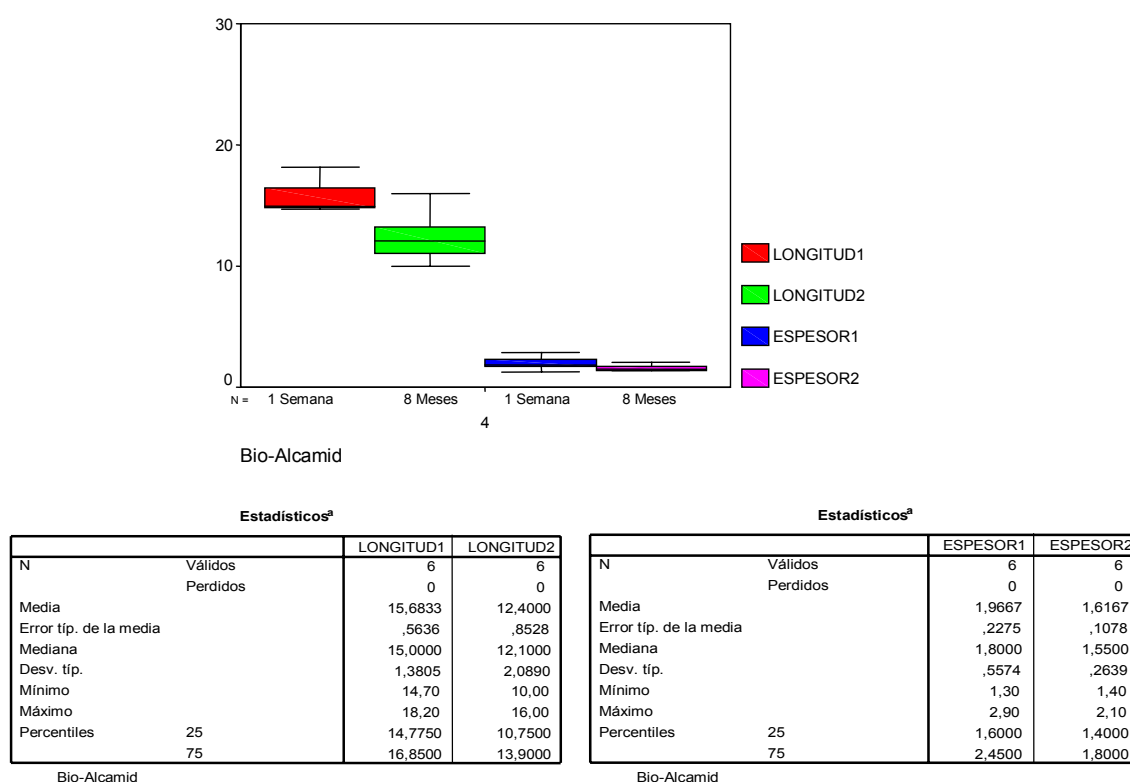 30
20
10
0
LONGITUD1
LONGITUD2
ESPESOR1
ESPESOR2
N = 1 Semana 8 Meses 1 Semana 8 Meses
4
Bio-Alcamid
Estadísticosª
LONGITUD1 LONGITUD2
N Válidos 6 6
Perdidos 0 0
Media 15,6833 12,4000
Error típ. de la media ,5636 ,8528
Mediana 15,0000 12,1000
Desv. típ. 1,3805 2,0890
Mínimo 14,70 10,00
Máximo 18,20 16,00
Percentiles 25 14,7750 10,7500
75 16,8500 13,9000
Bio-Alcamid
Estadísticosª
ESPESOR1 ESPESOR2
N Válidos 6 6
Perdidos 0 0
Media 1,9667 1,6167
Error típ. de la media ,2275 ,1078
Mediana 1,8000 1,5500
Desv. típ. ,5574 ,2639
Mínimo 1,30 1,40
Máximo 2,90 2,10
Percentiles 25 1,6000 1,4000
75 2,4500 1,8000
Bio-Alcamid